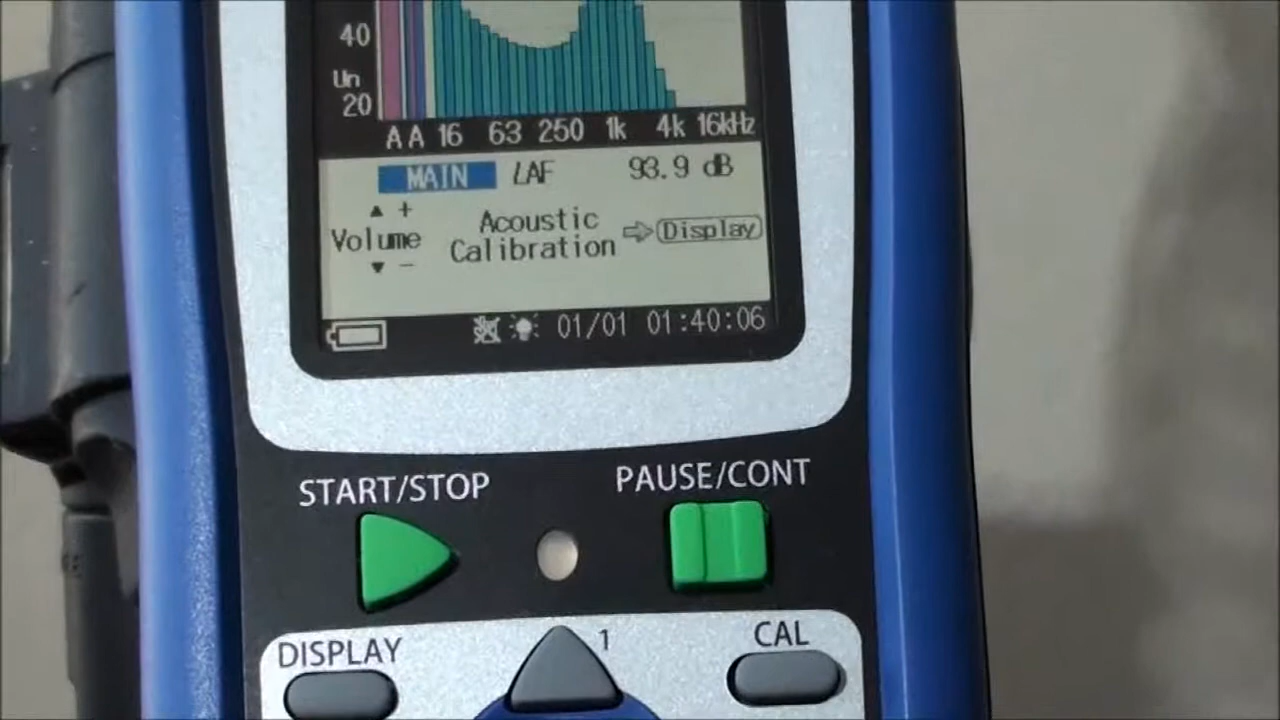 40
Un
20
A A 16 63 250 1k 4k 16kHz
MAIN LAF 93.9 dB
+
Volume Acoustic Calibration Display
−
01/01 01:40:06
START/STOP PAUSE/CONT
DISPLAY 1 CAL